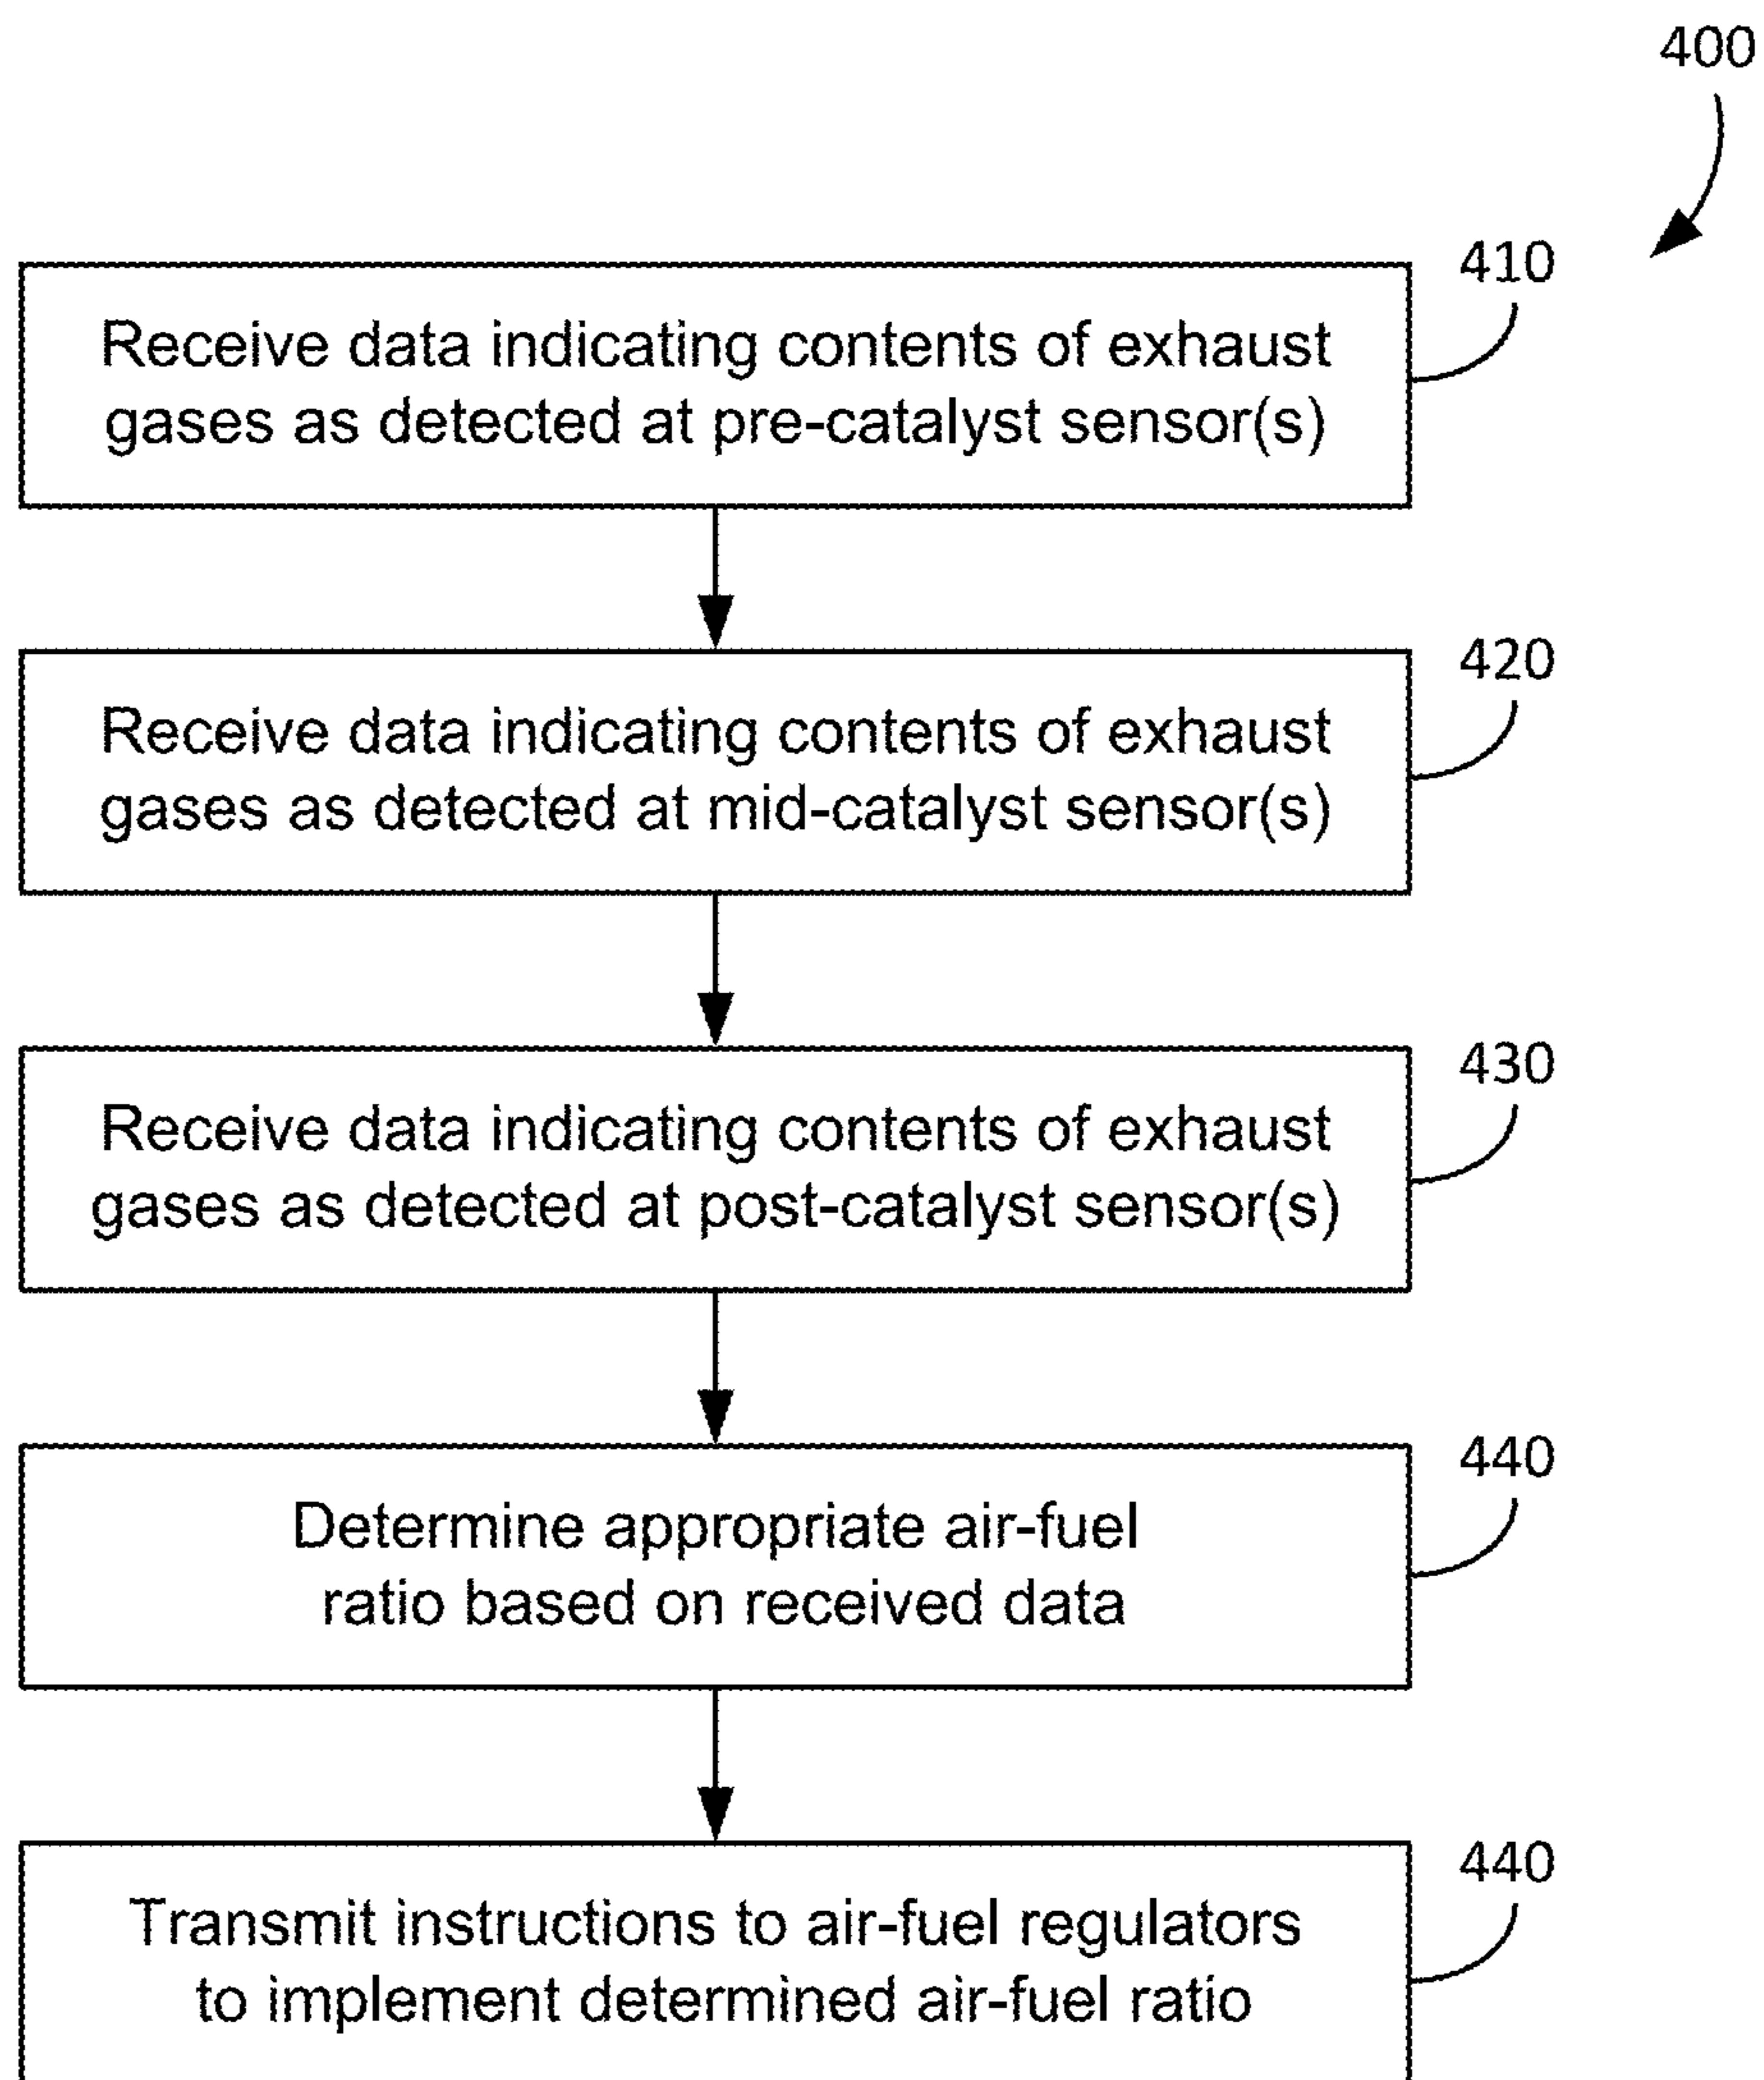 400
410
Receive data indicating contents of exhaust
gases as detected at pre-catalyst sensor(s)
420
Receive data indicating contents of exhaust
gases as detected at mid-catalyst sensor(s)
430
Receive data indicating contents of exhaust
gases as detected at post-catalyst sensor(s)
440
Determine appropriate air-fuel
ratio based on received data
440
Transmit instructions to air-fuel regulators
to implement determined air-fuel ratio